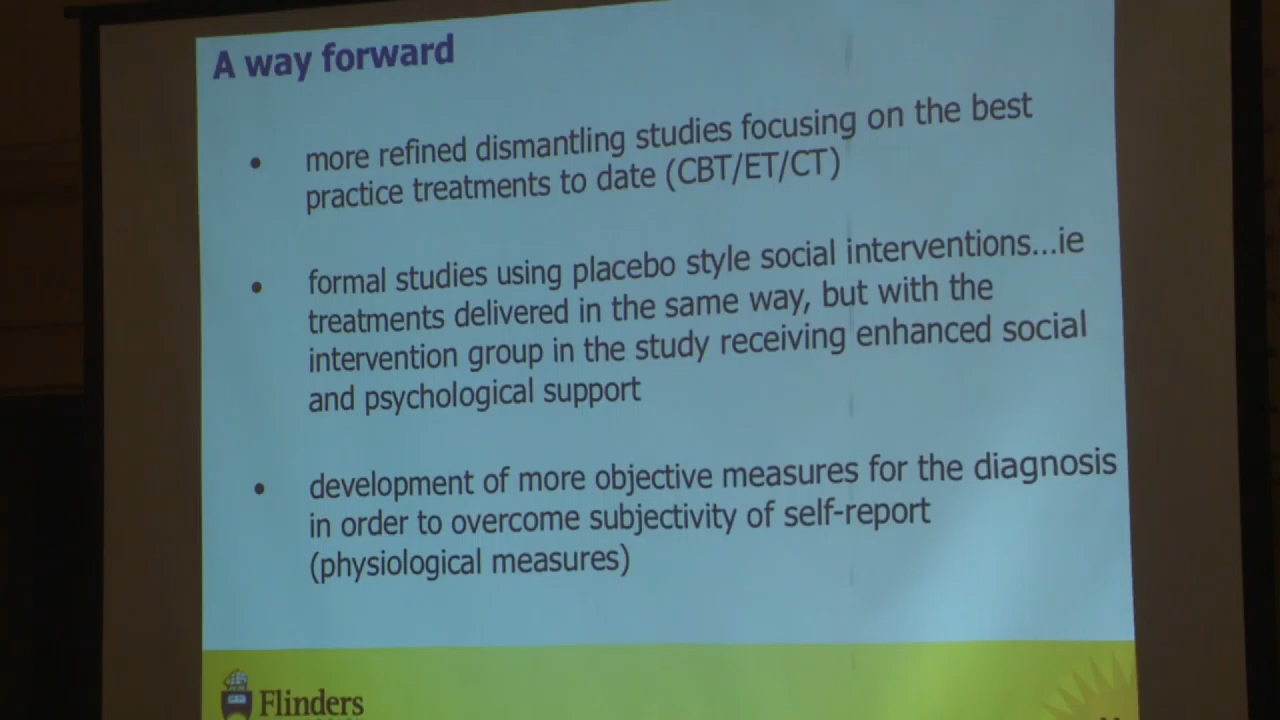 A way forward
• more refined dismantling studies focusing on the best
practice treatments to date (CBT/ET/CT)
• formal studies using placebo style social interventions...ie
treatments delivered in the same way, but with the
intervention group in the study receiving enhanced social
and psychological support
• development of more objective measures for the diagnosis
in order to overcome subjectivity of self-report
(physiological measures)
Flinders